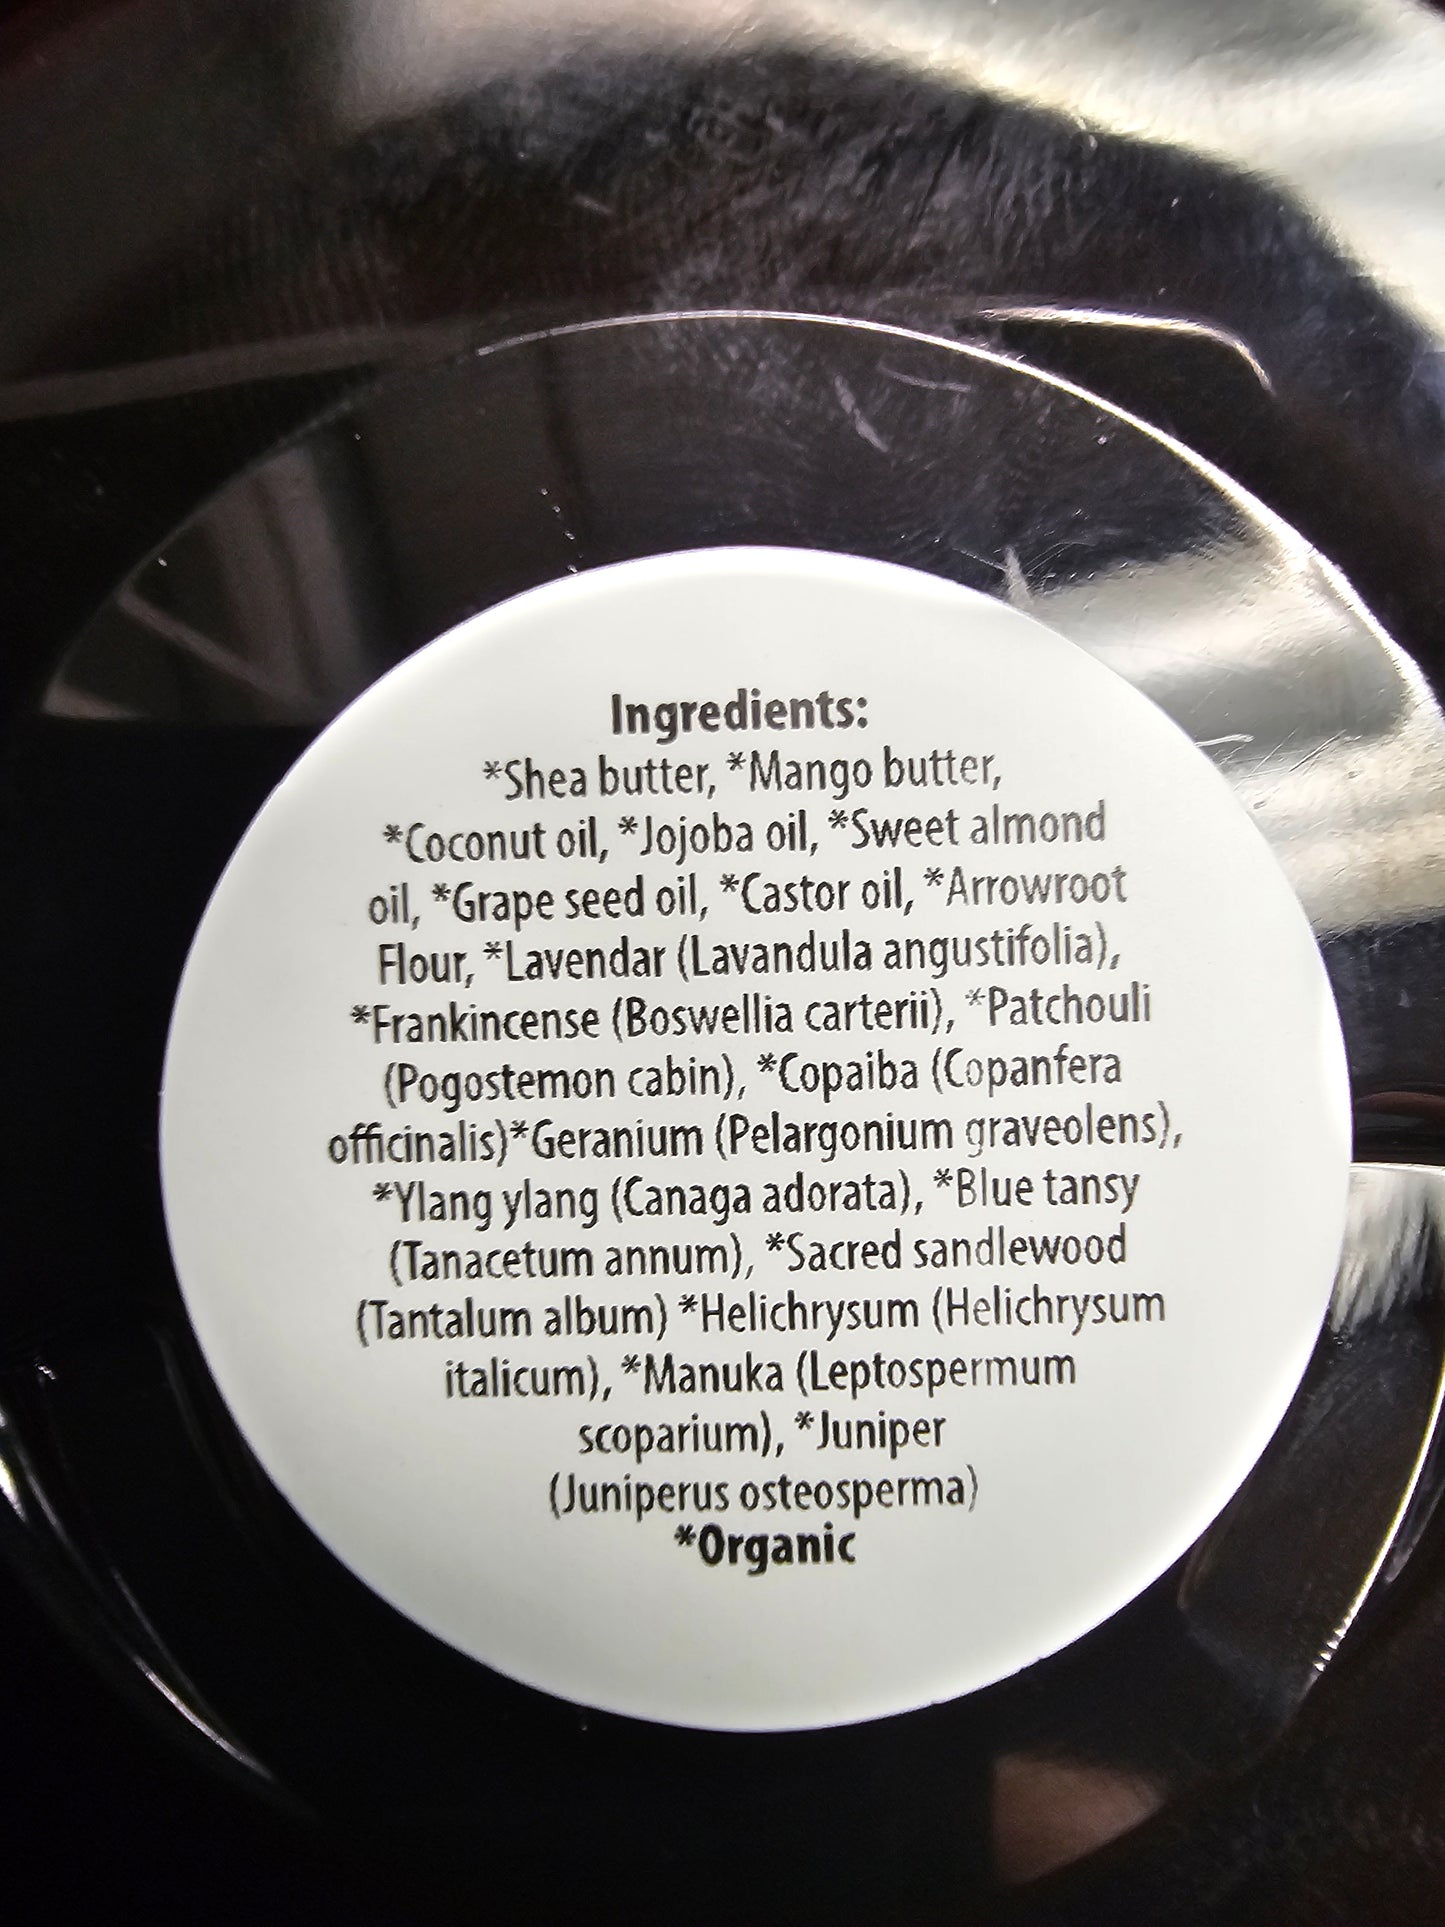 Ingredients:
*Shea butter, *Mango butter,
*Coconut oil, *Jojoba oil, *Sweet almond
oil, *Grape seed oil, *Castor oil, *Arrowroot
Flour, *Lavendar (Lavandula angustifolia),
*Frankincense (Boswellia carterii), *Patchouli
(Pogostemon cabin), *Copaiba (Copanfera
officinalis)*Geranium (Pelargonium graveolens),
*Ylang ylang (Canaga adorata), *Blue tansy
(Tanacetum annum), *Sacred sandlewood
(Tantalum album) *Helichrysum (Helichrysum
italicum), *Manuka (Leptospermum
scoparium), *Juniper
(Juniperus osteosperma)
*Organic